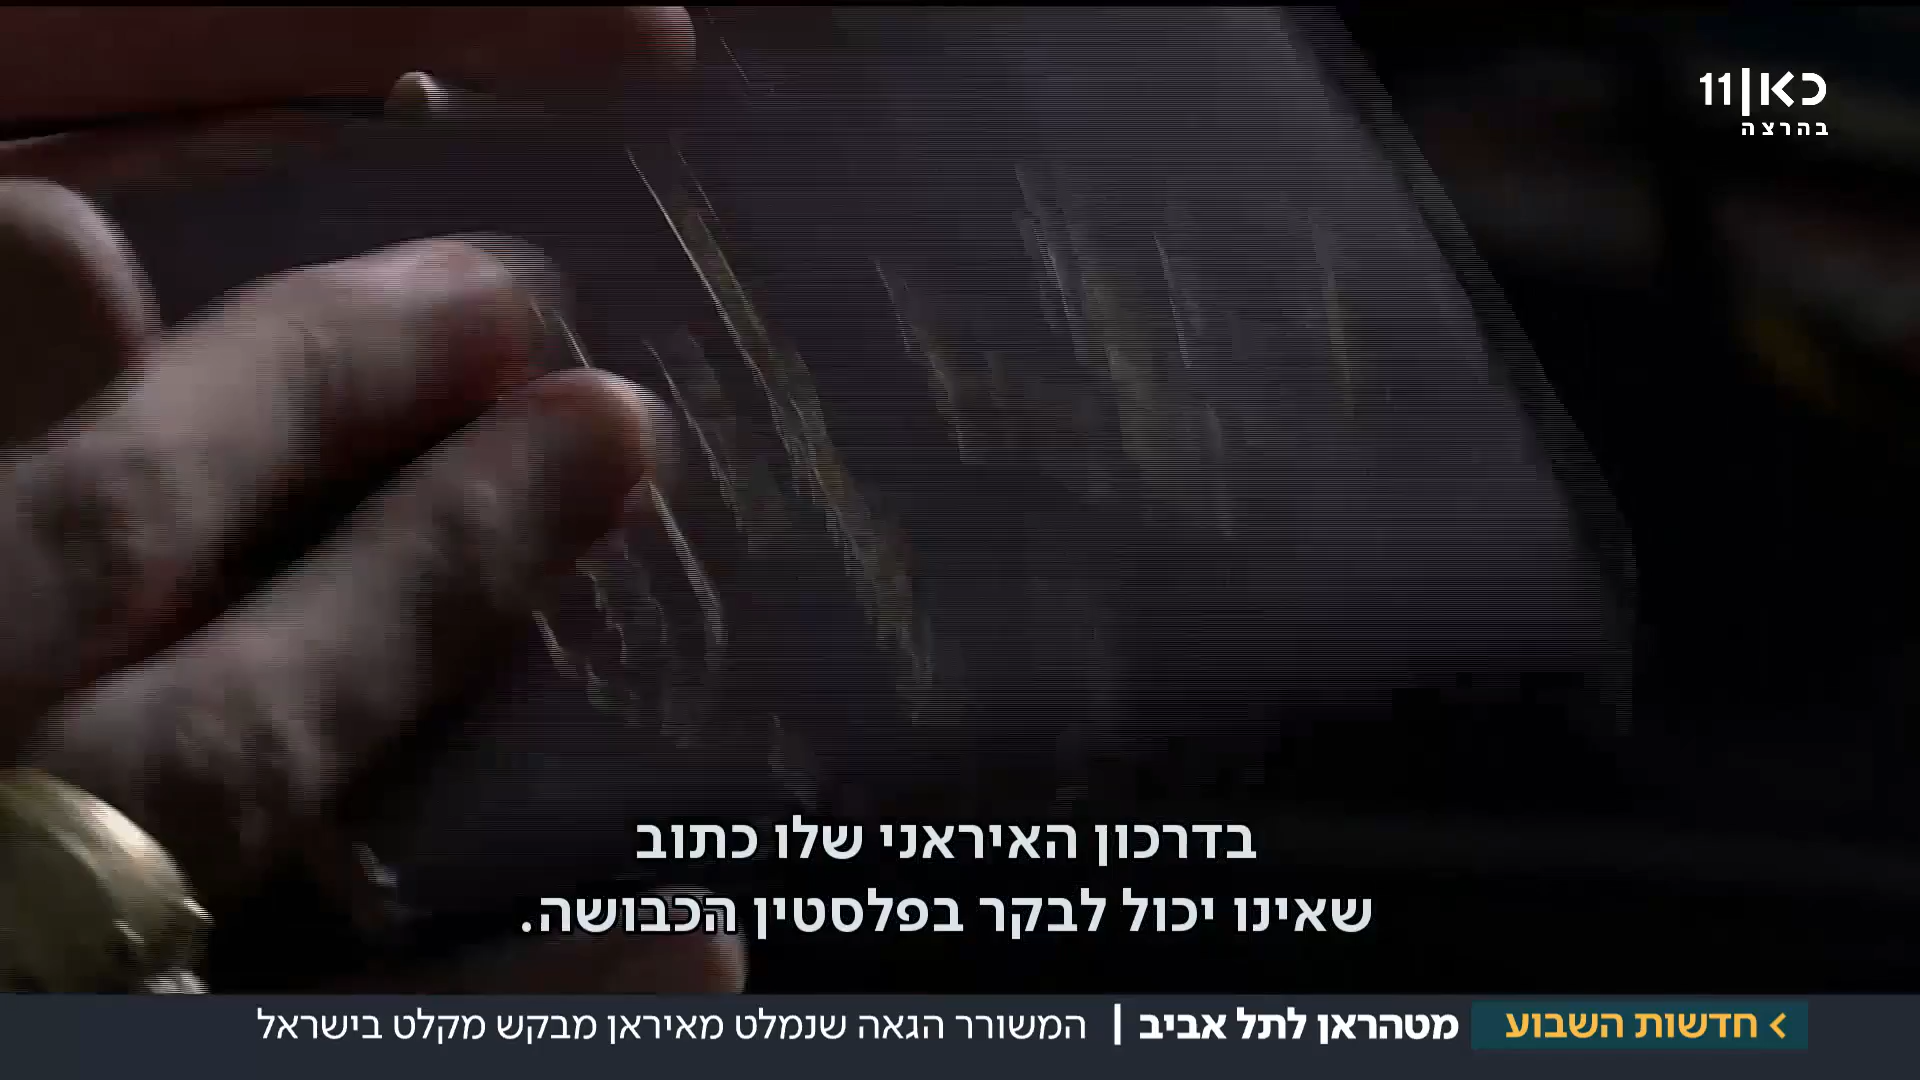 כאן|11
בהרצה
בדרכון האיראני שלו כתוב
שאינו יכול לבקר בפלסטין הכבושה.
חדשות השבוע
מטהראן לתל אביב | המשורר הגאה שנמלט מאיראן מבקש מקלט בישראל